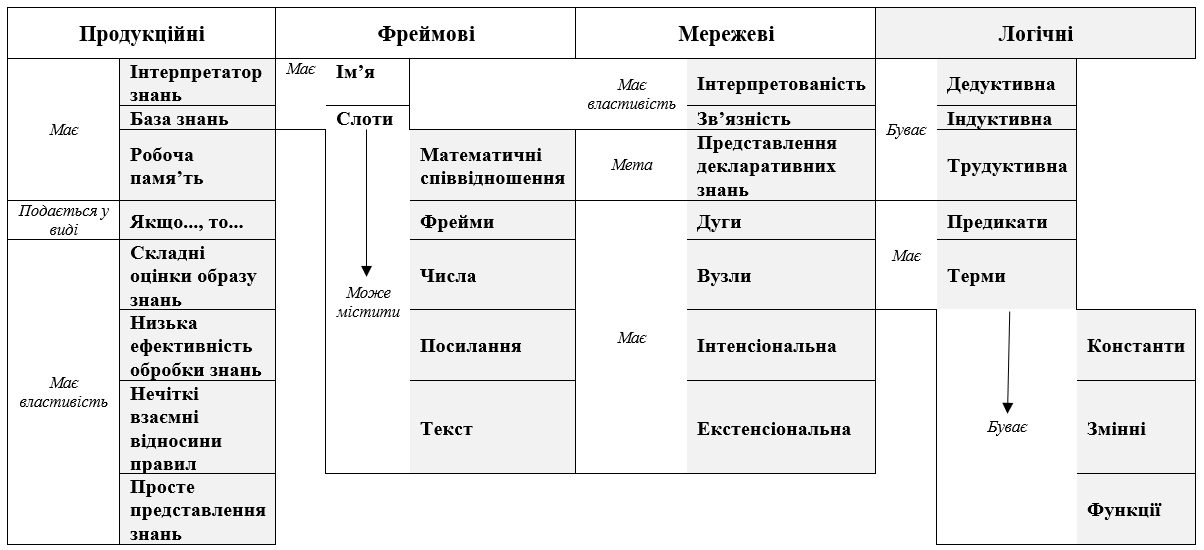 Продукційні
Фреймові
Мережеві
Логічні
Має
Інтерпретатор
знань
База знань
Робоча
памʼять
Подається у
виді
Якщо..., то...
Має
властивість
Складні
оцінки образу
знань
Низька
ефективність
обробки знань
Нечіткі
взаємні
відносини
правил
Просте
представлення
знань
Має
Ім’я
Слоти
Може
містити
Математичні
співвідношення
Фрейми
Числа
Посилання
Текст
Має
властивість
Інтерпретованість
Зв’язність
Мета
Представлення
декларативних
знань
Має
Дуги
Вузли
Інтенсіональна
Екстенсіональна
Буває
Дедуктивна
Індуктивна
Трудуктивна
Має
Предикати
Терми
Буває
Константи
Змінні
Функції